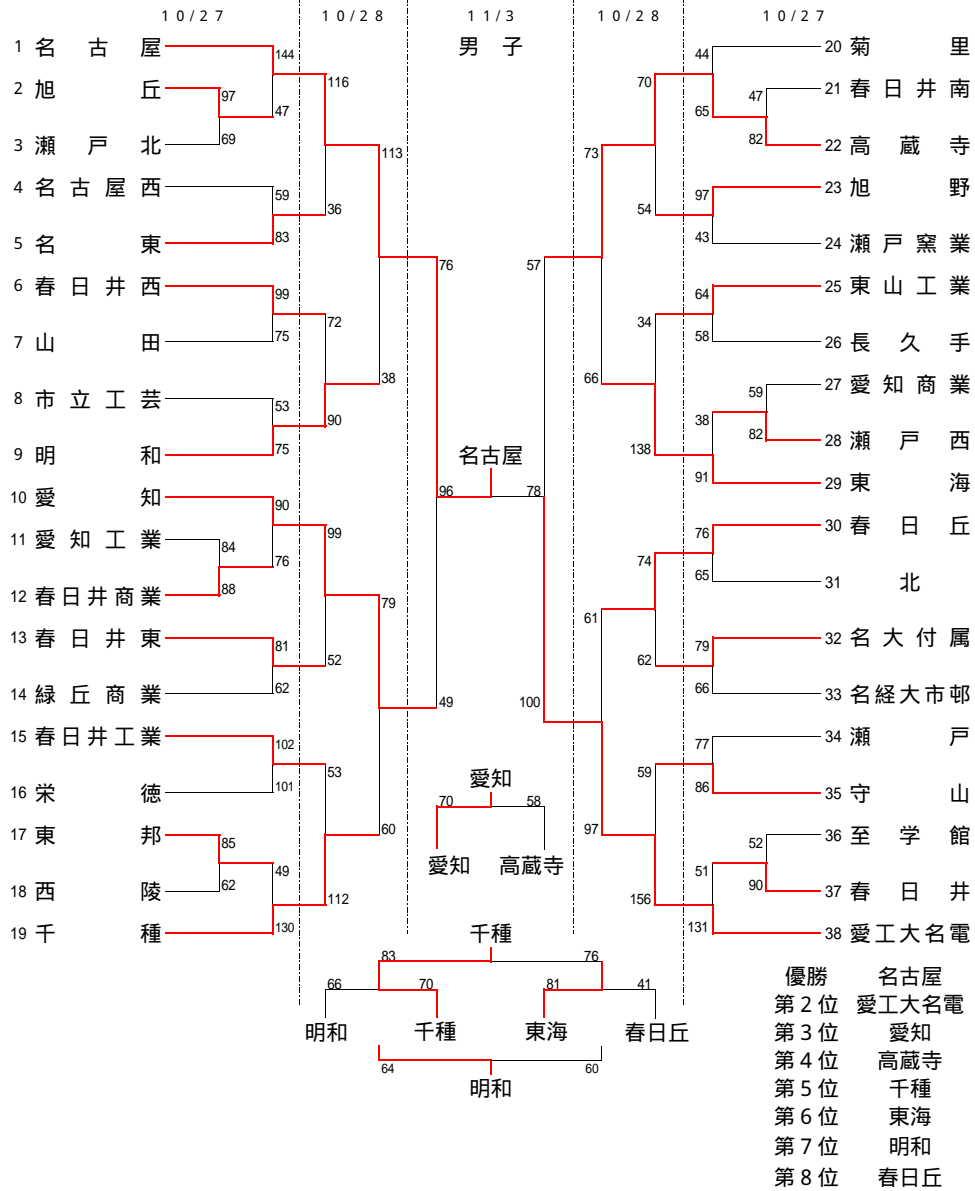 10/27 10/28 11/3 10/28 10/27
男子
1 名古屋 144 116 70 44 20 菊里
2 旭丘 97 47 65 47 21 春日井南
3 瀬戸北 69 113 73 82 22 高蔵寺
4 名古屋西 59 36 54 97 23 旭野
5 名東 83 76 57 43 24 瀬戸窯業
6 春日井西 99 72 34 64 25 東山工業
7 山田 75 38 66 58 26 長久手
8 市立工芸 53 90 38 59 27 愛知商業
9 明和 75 138 82 28 瀬戸西
名古屋
96 78 91 29 東海
10 愛知 90 99 74 76 30 春日丘
11 愛知工業 84 76 65 31 北
12 春日井商業 88 79 61
13 春日井東 81 52 62 79 32 名大付属
14 緑丘商業 62 49 100 66 33 名経大市邨
15 春日井工業 102 53 59 77 34 瀬戸
16 栄徳 101 86 35 守山
愛知
70 58
17 東邦 85 60 97 52 36 至学館
愛知 高蔵寺
18 西陵 62 49 112 156 51 90 37 春日井
19 千種 130 131 38 愛工大名電
千種
83 76
66 70 81 41
明和 千種 東海 春日丘
64 60
明和
優勝 名古屋
第2位 愛工大名電
第3位 愛知
第4位 高蔵寺
第5位 千種
第6位 東海
第7位 明和
第8位 春日丘